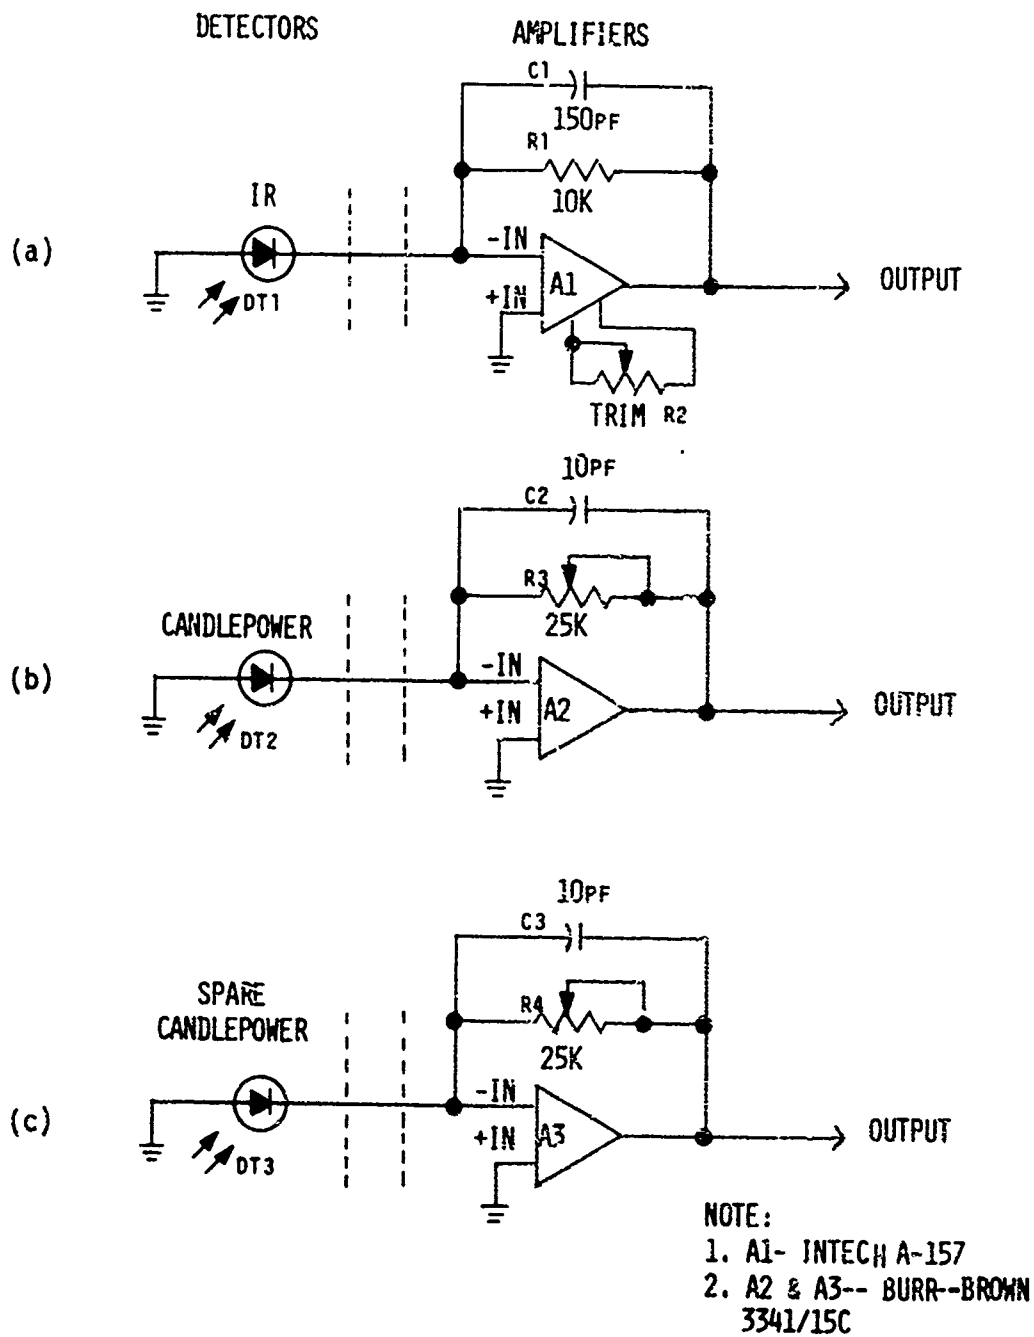 DETECTORS AMPLIFIERS
C1
150PF
R1
10K
IR
(a)
-IN
+IN
A1
OUTPUT
DT1
TRIM R2
10PF
C2
R3
25K
CANDLEPOWER
(b)
-IN
+IN
A2
OUTPUT
DT2
10PF
C3
R4
25K
SPARE
CANDLEPOWER
(c)
-IN
+IN
A3
OUTPUT
DT3
NOTE:
1. A1- INTECH A-157
2. A2 & A3-- BURR--BROWN
3341/15C